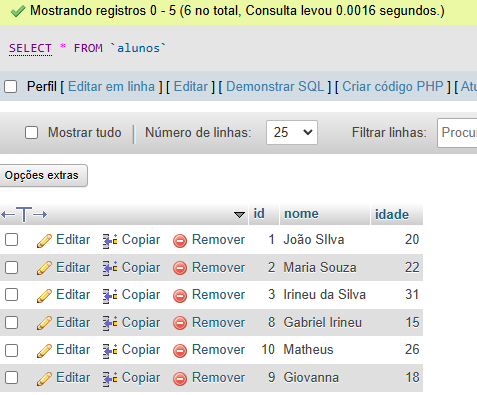 Mostrando registros 0 - 5 (6 no total, Consulta levou 0.0016 segundos.)
SELECT * FROM `alunos`
Perfil [ Editar em linha ] [ Editar ] [ Demonstrar SQL ] [ Criar código PHP ] [ Atu
Mostrar tudo | Número de linhas: 25 Filtrar linhas: Procur
Opções extras
←T→ id nome idade
Editar Copiar Remover 1 João SIlva 20
Editar Copiar Remover 2 Maria Souza 22
Editar Copiar Remover 3 Irineu da Silva 31
Editar Copiar Remover 8 Gabriel Irineu 15
Editar Copiar Remover 10 Matheus 26
Editar Copiar Remover 9 Giovanna 18